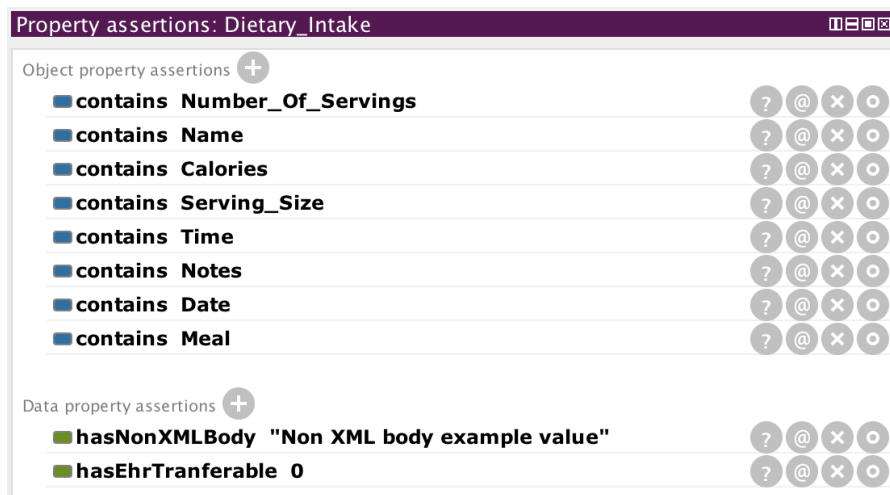 Property assertions: Dietary_Intake
Object property assertions
contains Number_Of_Servings
contains Name
contains Calories
contains Serving_Size
contains Time
contains Notes
contains Date
contains Meal
Data property assertions
hasNonXMLBody "Non XML body example value"
hasEhrTranferable 0